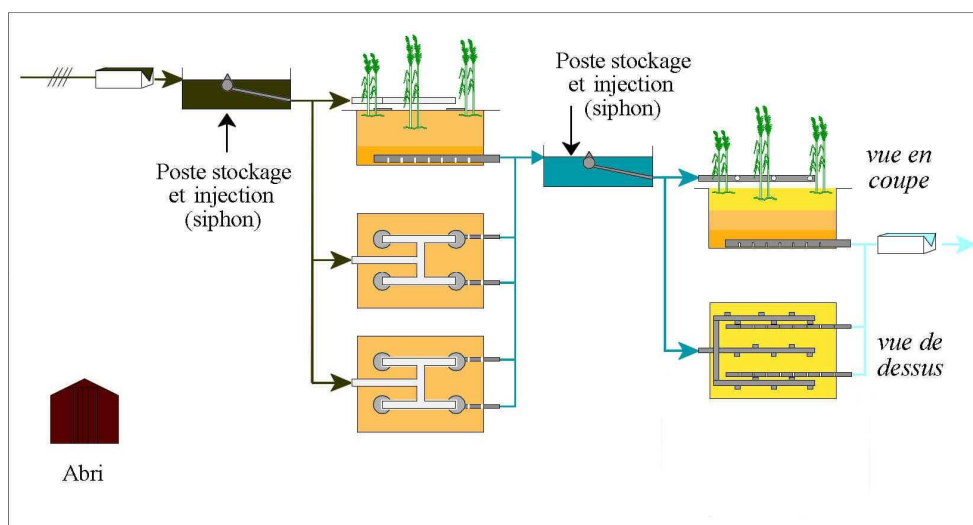 Poste stockage
et injection
(siphon)
Poste stockage
et injection
(siphon)
vue en
coupe
vue de
dessus
Abri